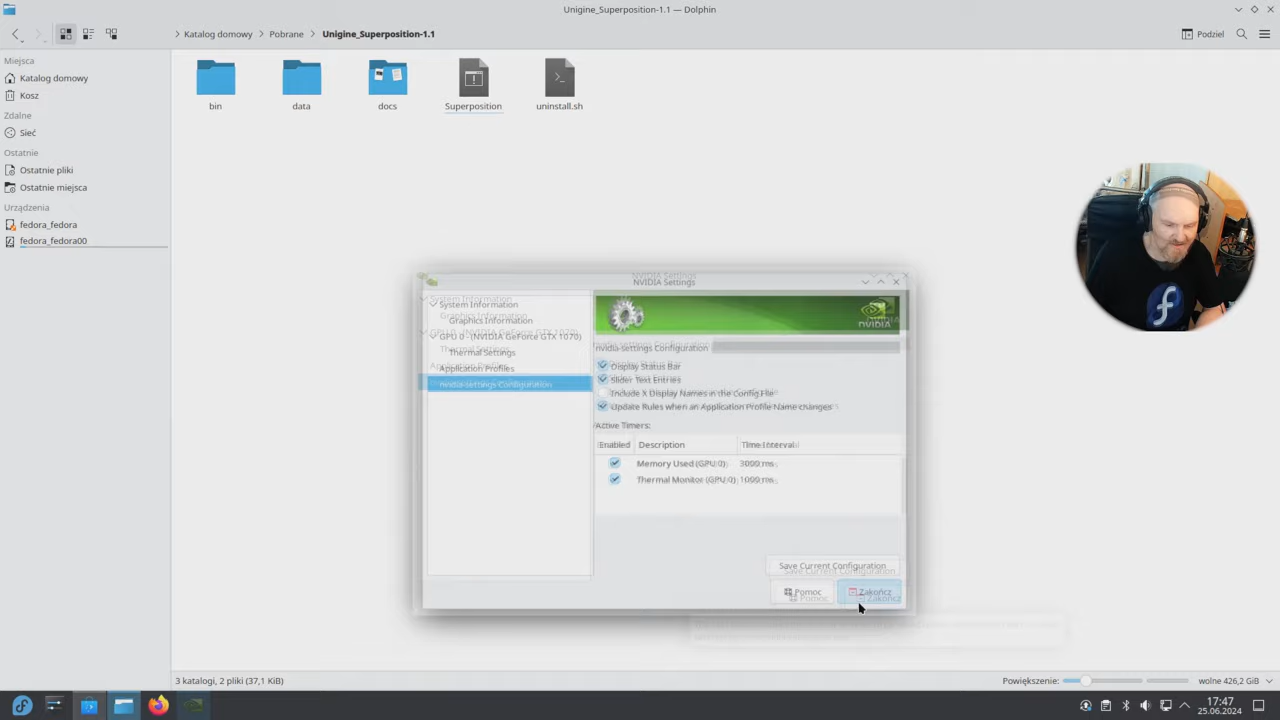 Unigine_Superposition-1.1 — Dolphin
Katalog domowy
Pobrane
Unigine_Superposition-1.1
Podziel
Miejsca
Katalog domowy
Kosz
Zdalne
Sieć
Ostatnie
Ostatnie pliki
Ostatnie miejsca
Urządzenia
fedora_fedora
fedora_fedora00
bin
data
docs
Superposition
uninstall.sh
NVIDIA Settings
System Information
Graphics Information
GPU 0 - (NVIDIA GeForce GTX 1070)
Thermal Settings
Application Profiles
nvidia-settings Configuration
NVIDIA
nvidia-settings Configuration
Display Status Bar
Slider Text Entries
Include X Display Names in the Config File
Update Rules when an Application Profile Name changes
Active Timers:
Enabled Description Time Interval
Memory Used (GPU 0) 3000 ms
Thermal Monitor (GPU 0) 1000 ms
Save Current Configuration
Pomoc
Zakończ
3 katalogi, 2 pliki (37,1 KiB)
Powiększenie:
wolne 426,2 GiB
17:47
25.06.2024